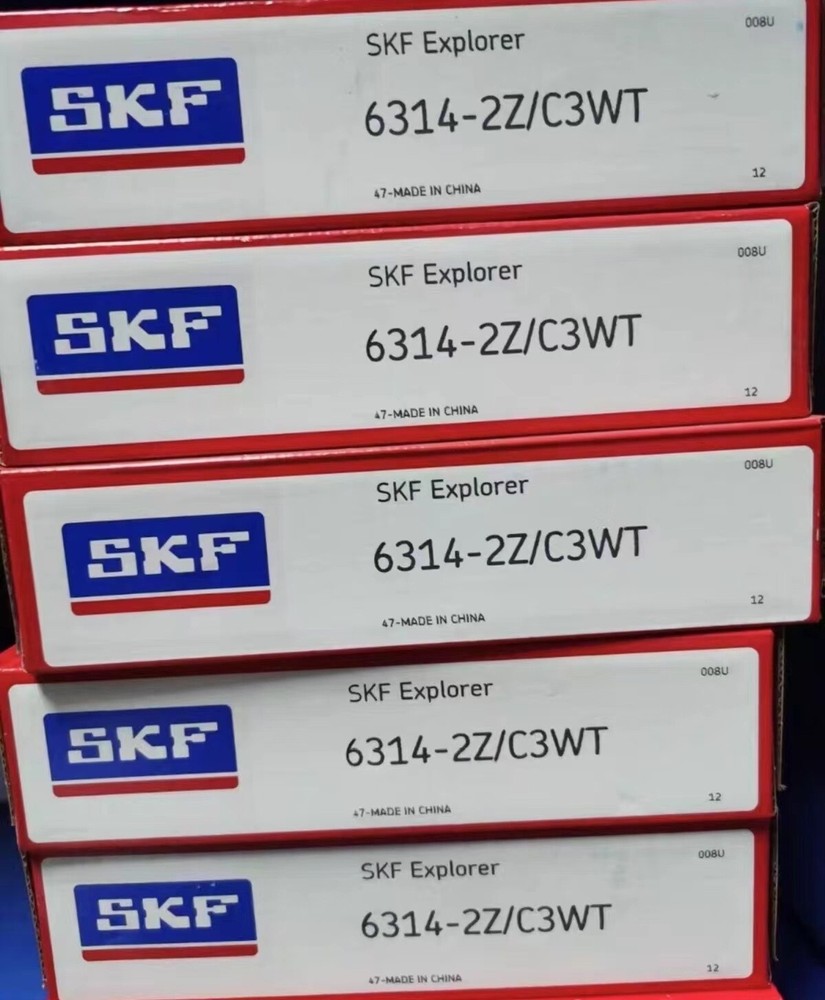 008U
SKF Explorer
SKF
6314-2Z/C3WT
12
47-MADE IN CHINA
008U
SKF Explorer
SKF
6314-2Z/C3WT
12
47-MADE IN CHINA
008U
SKF Explorer
SKF
6314-2Z/C3WT
12
47-MADE IN CHINA
008U
SKF Explorer
SKF
6314-2Z/C3WT
12
47-MADE IN CHINA
008U
SKF Explorer
SKF
6314-2Z/C3WT
12
47-MADE IN CHINA